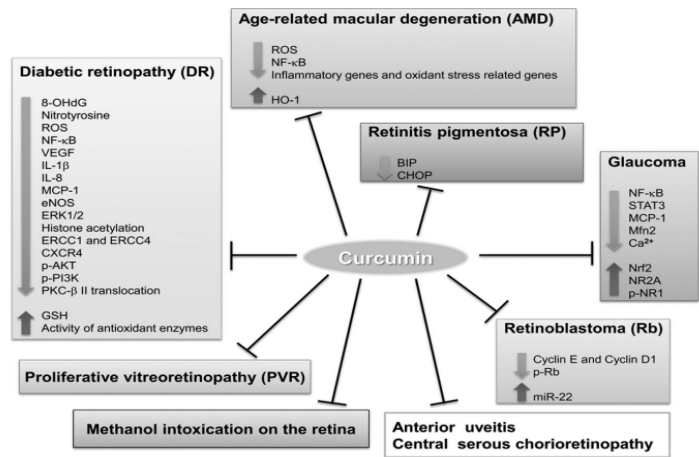 Age-related macular degeneration (AMD)
ROS
NF-κB
Inflammatory genes and oxidant stress related genes
HO-1
Diabetic retinopathy (DR)
8-OHdG
Nitrotyrosine
ROS
NF-κB
VEGF
IL-1β
IL-8
MCP-1
eNOS
ERK1/2
Histone acetylation
ERCC1 and ERCC4
CXCR4
p-AKT
p-PI3K
PKC-β II translocation
GSH
Activity of antioxidant enzymes
Retinitis pigmentosa (RP)
BIP
CHOP
Glaucoma
NF-κB
STAT3
MCP-1
Mfn2
Ca²⁺
Nrf2
NR2A
p-NR1
Curcumin
Retinoblastoma (Rb)
Cyclin E and Cyclin D1
p-Rb
miR-22
Proliferative vitreoretinopathy (PVR)
Methanol intoxication on the retina
Anterior uveitis
Central serous chorioretinopathy